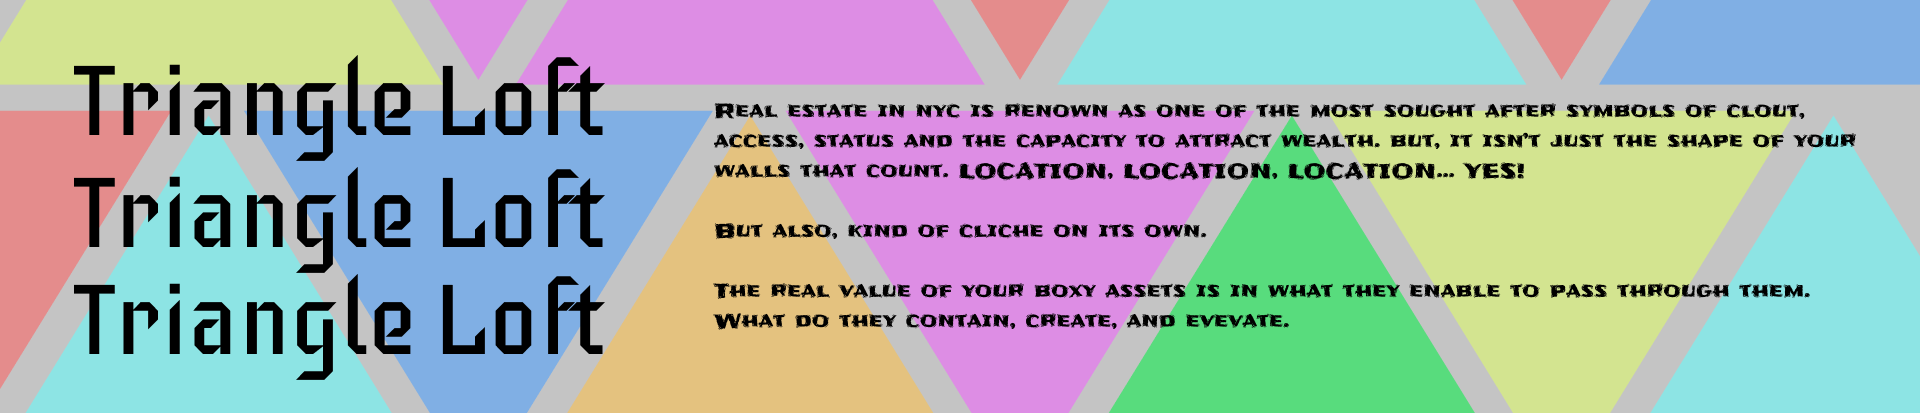 Triangle Loft
Triangle Loft
Triangle Loft
Real estate in NYC is renown as one of the most sought after symbols of clout,
access, status and the capacity to attract wealth. But, it isn't just the shape of your
walls that count. LOCATION, LOCATION, LOCATION... YES!
But also, kind of cliche on its own.
The real value of your boxy assets is in what they enable to pass through them.
What do they contain, create, and evevate.